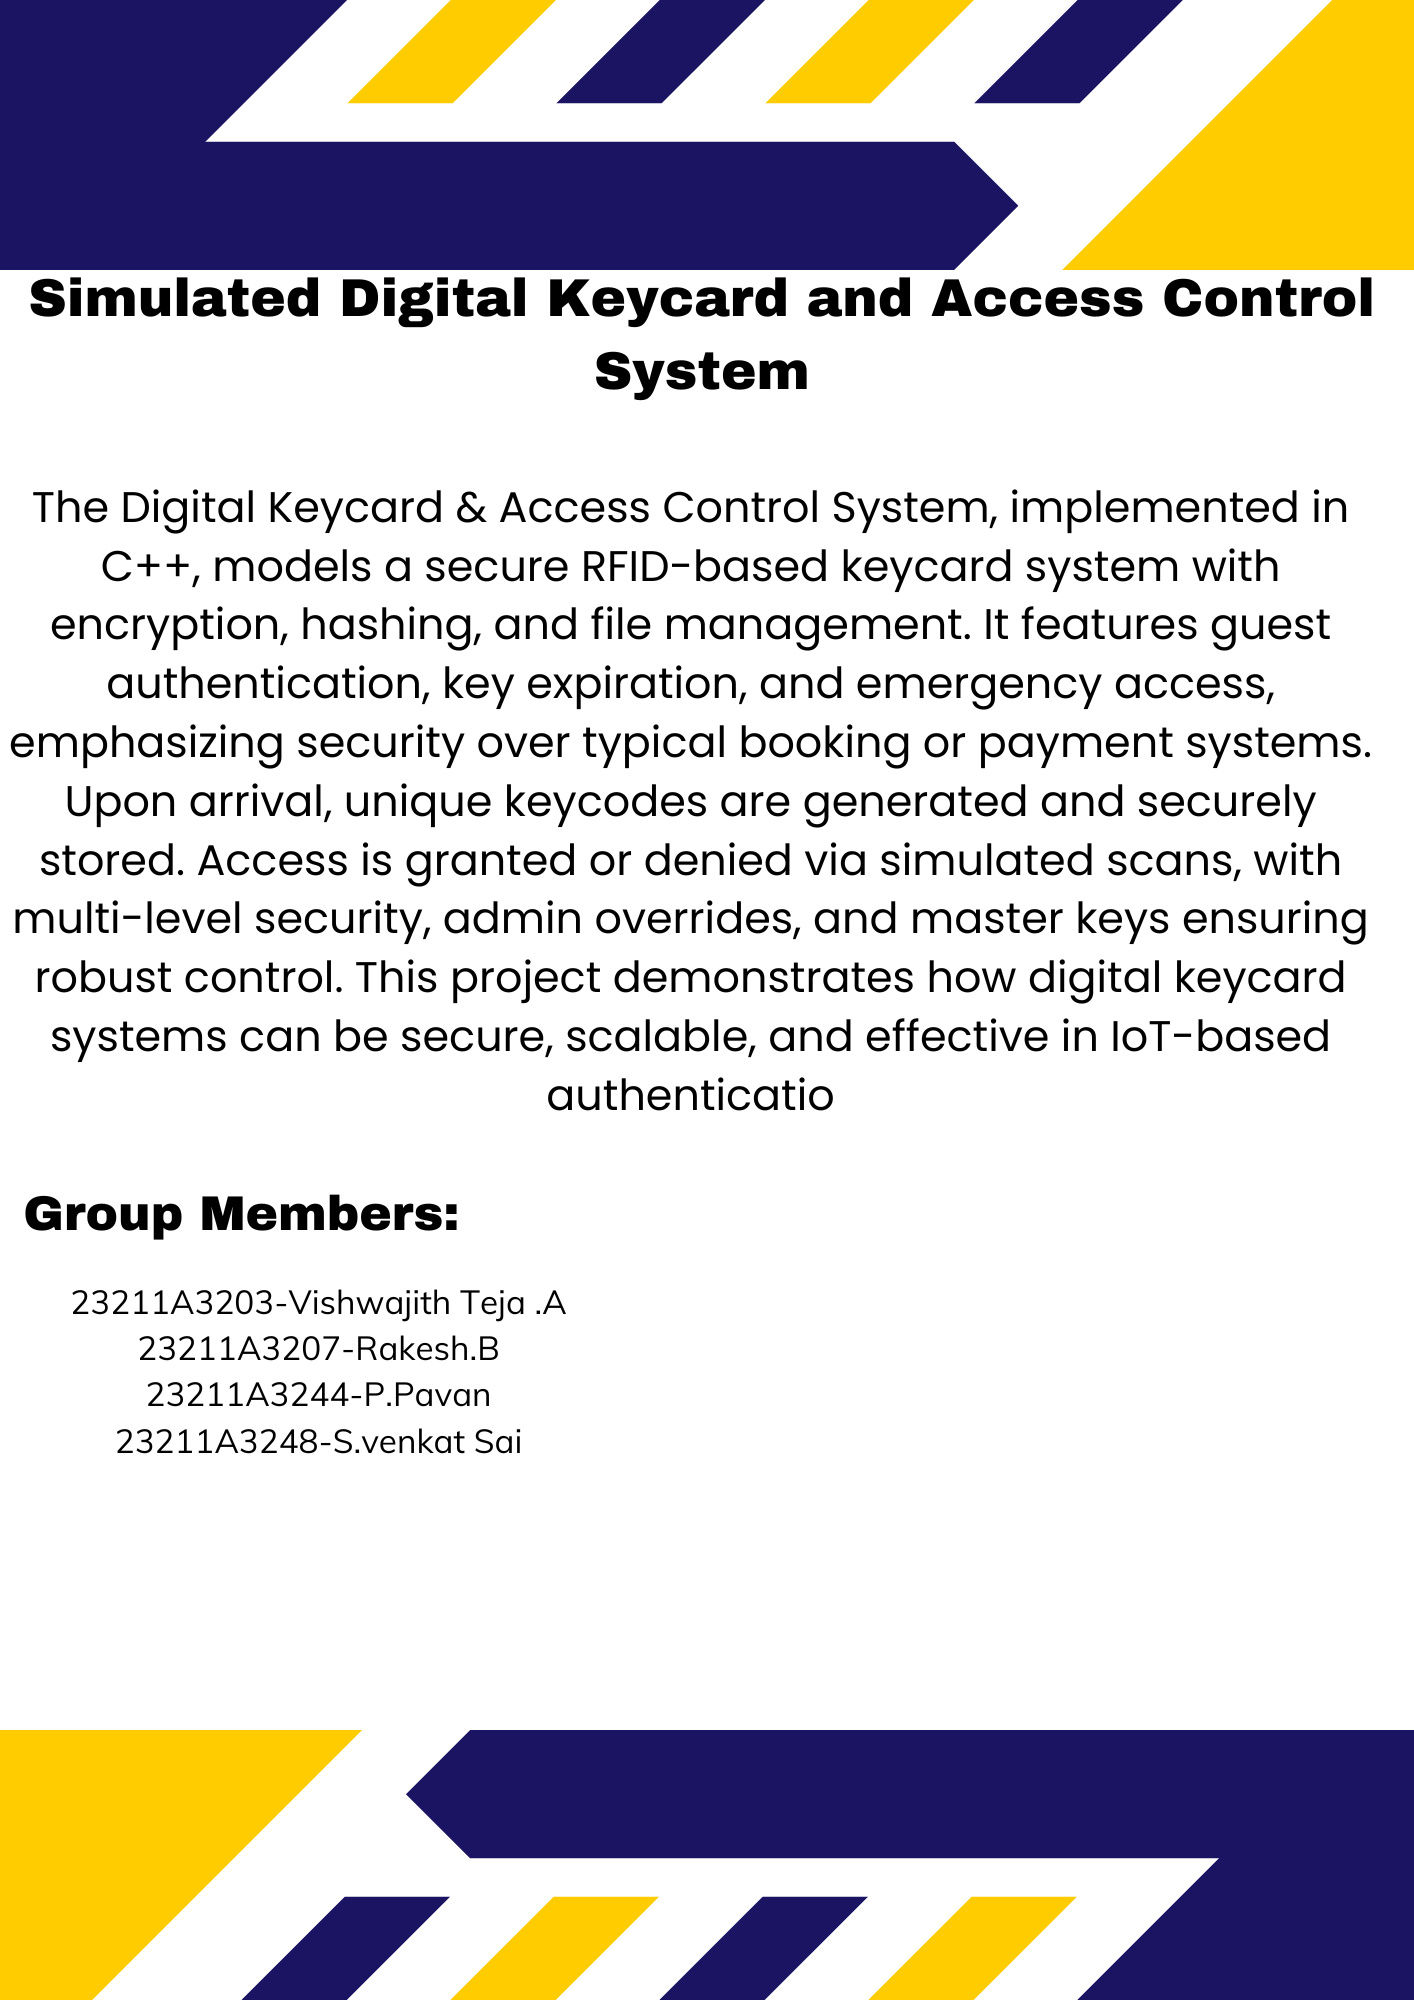 Simulated Digital Keycard and Access Control
System
The Digital Keycard & Access Control System, implemented in
C++, models a secure RFID-based keycard system with
encryption, hashing, and file management. It features guest
authentication, key expiration, and emergency access,
emphasizing security over typical booking or payment systems.
Upon arrival, unique keycodes are generated and securely
stored. Access is granted or denied via simulated scans, with
multi-level security, admin overrides, and master keys ensuring
robust control. This project demonstrates how digital keycard
systems can be secure, scalable, and effective in IoT-based
authenticatio
Group Members:
23211A3203-Vishwajith Teja .A
23211A3207-Rakesh.B
23211A3244-P.Pavan
23211A3248-S.venkat Sai